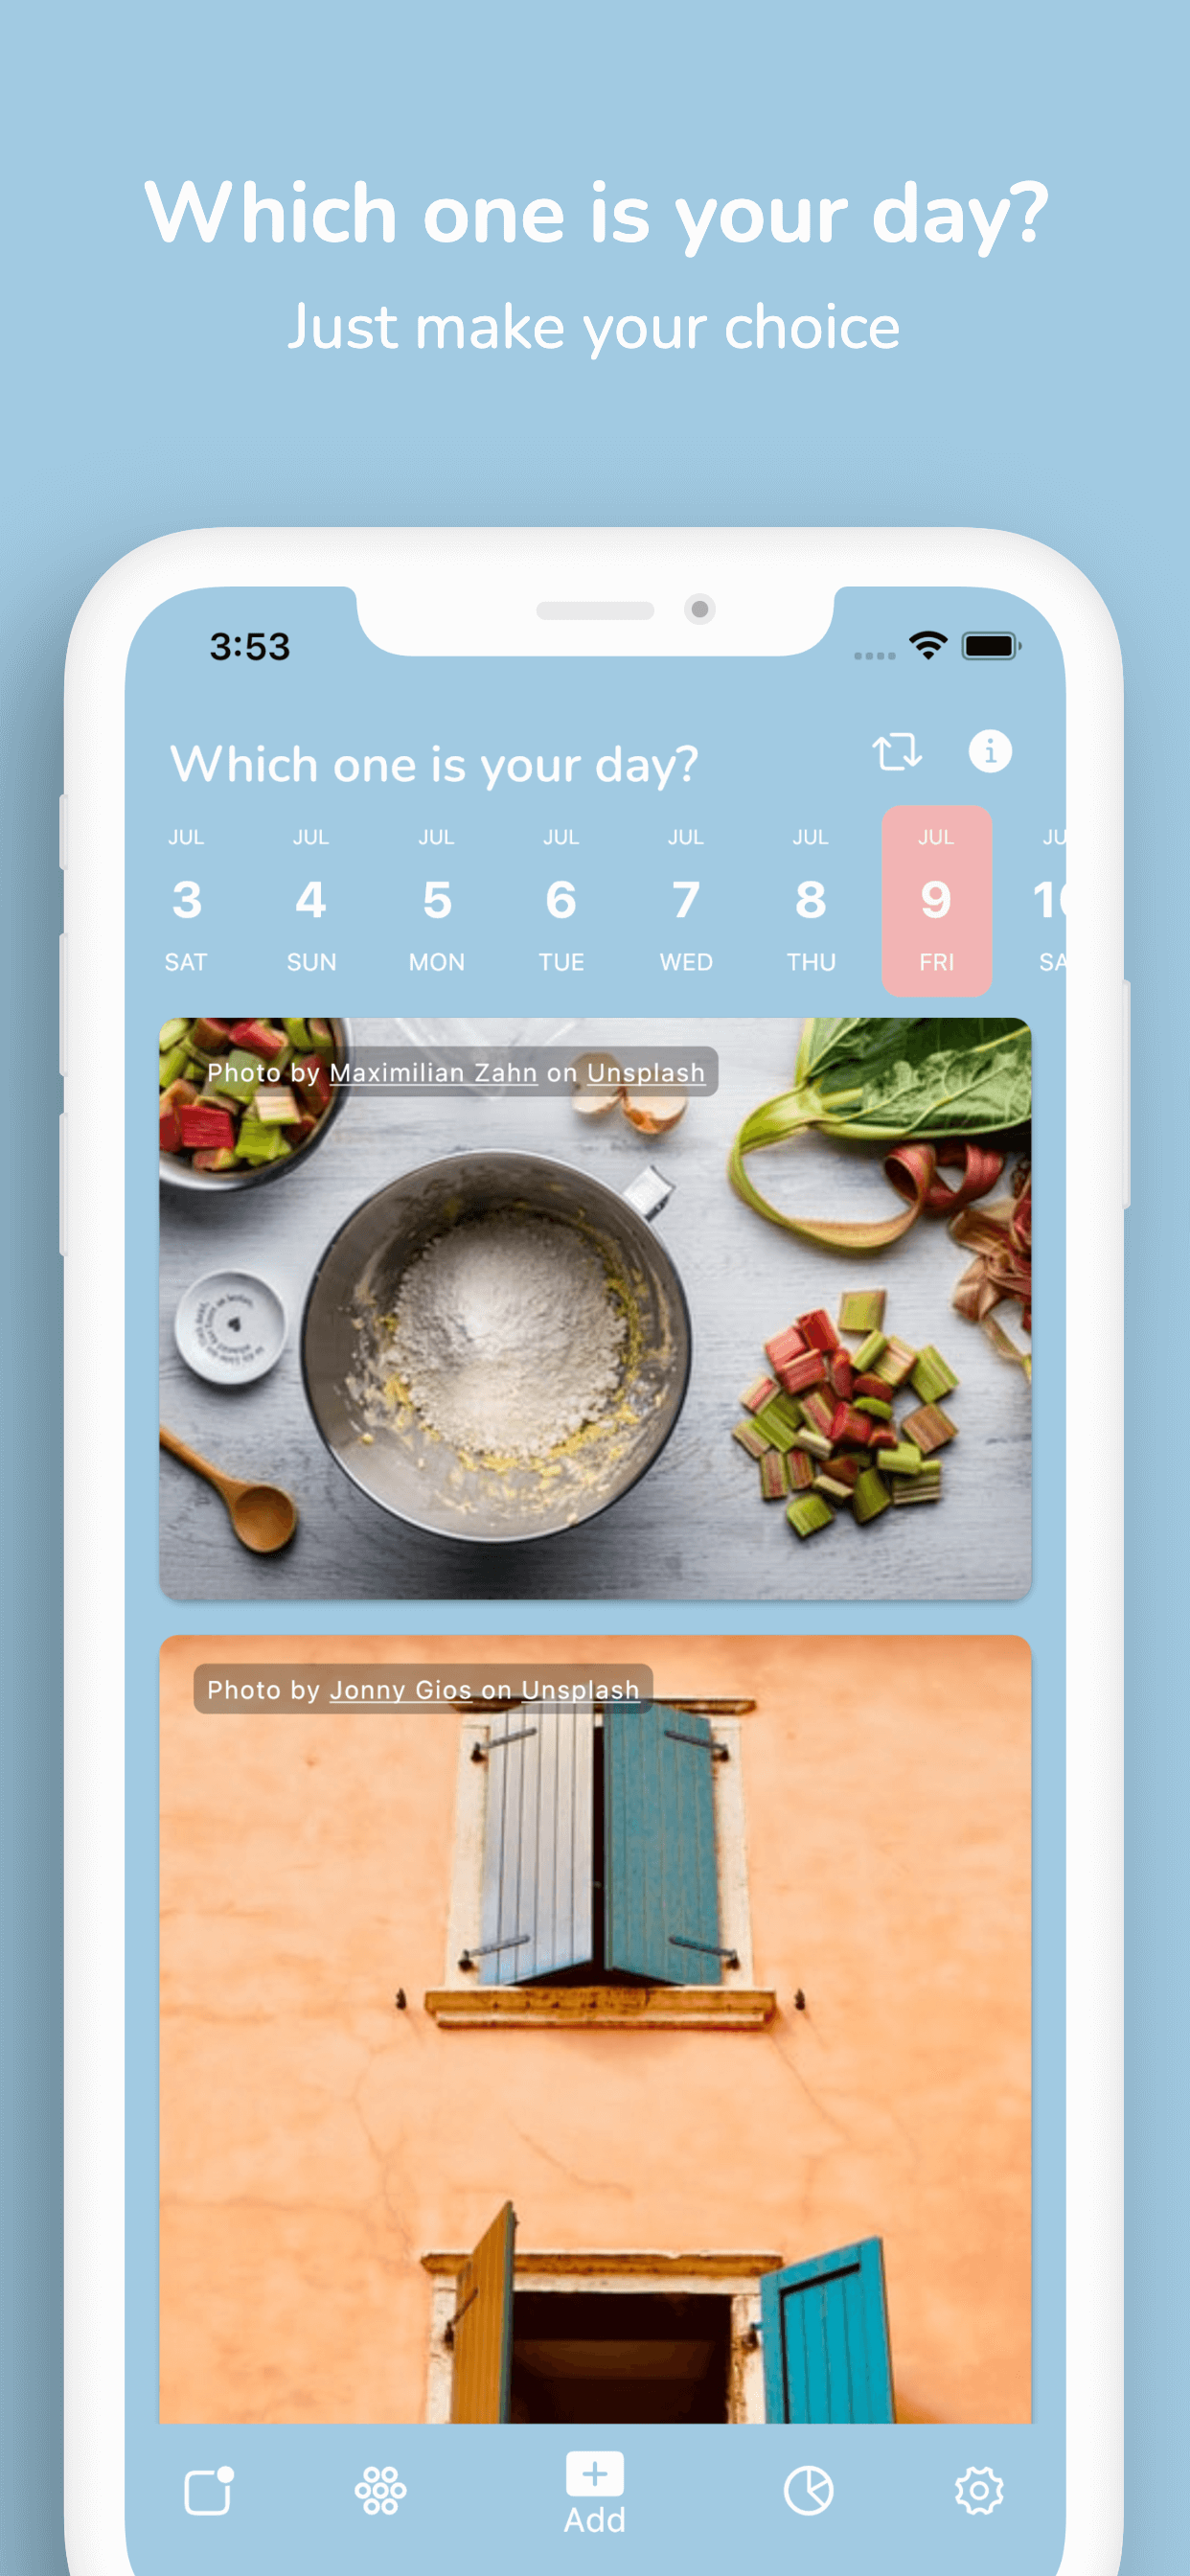 Which one is your day?
Just make your choice
3:53
Which one is your day?
JUL JUL JUL JUL JUL JUL JUL JU
3 4 5 6 7 8 9 10
SAT SUN MON TUE WED THU FRI SA
Photo by Maximilian Zahn on Unsplash
Photo by Jonny Gios on Unsplash
Add